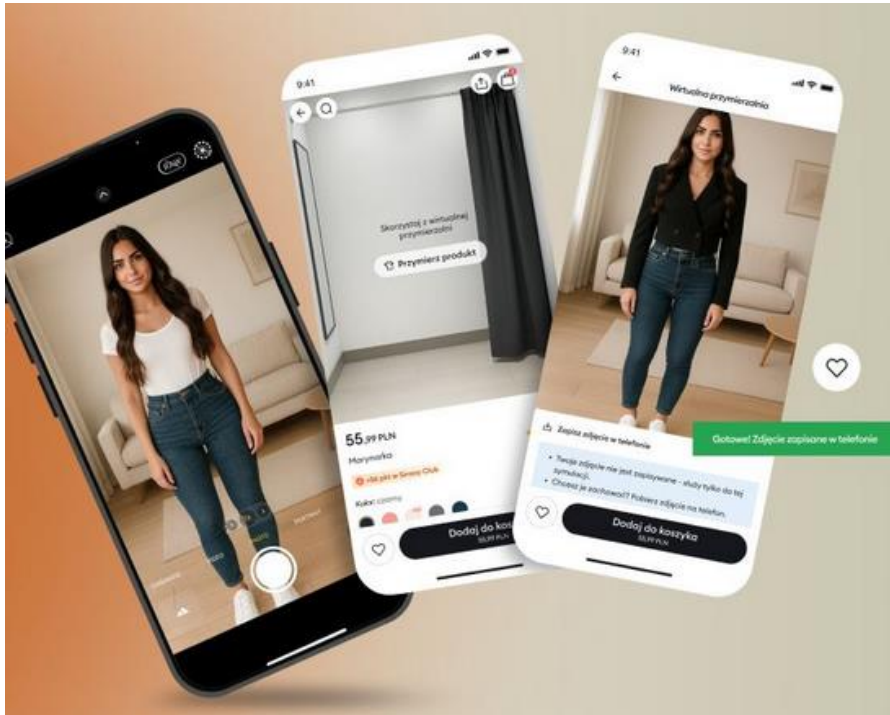 9:41
Skorzystaj z wirtualnej
przymierzalni
Przymierz produkt
55,99 PLN
Marynarka
Kolor: czarny
Dodaj do kos
55,99 PLN
9:41
Wirtualna przymierzalnia
Zapisz zdjęcie w telefonie
Gotowe! Zdjęcie zapisane w telefonie
• Twoje zdjęcie nie jest zapisywane - służy tylko do tej
symulacji.
• Chcesz je zachować? Pobierz zdjęcie na telefon.
Dodaj do koszyka
55,99 PLN